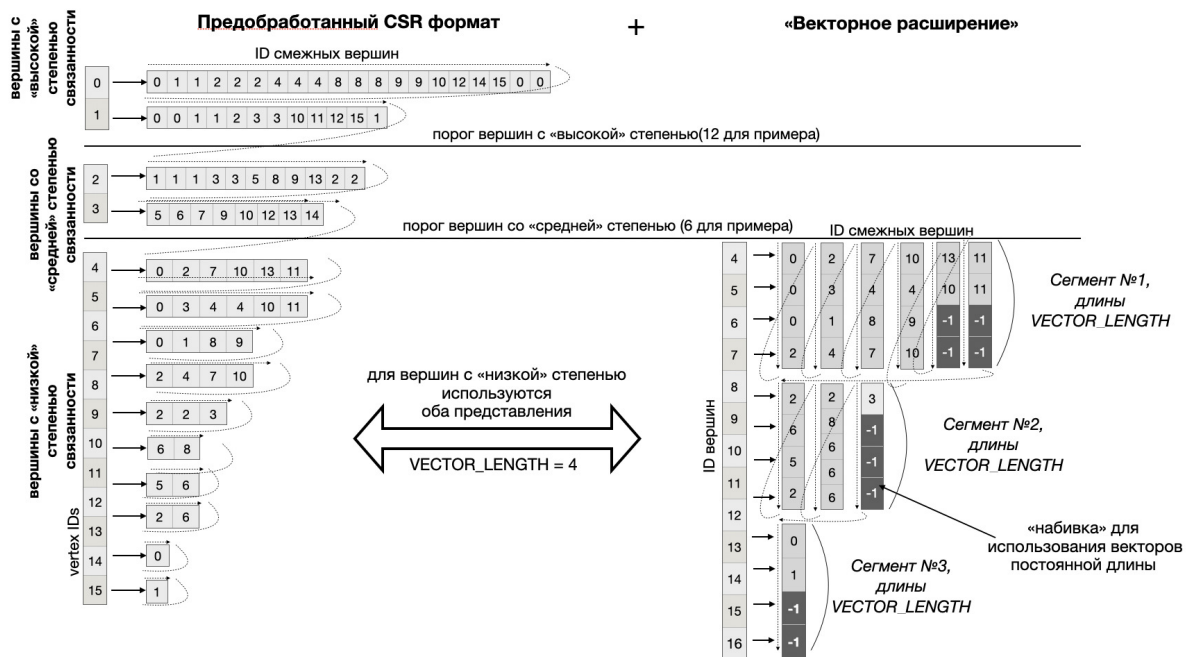 Предобработанный CSR формат
+
«Векторное расширение»
вершины с
«высокой»
степенью
связанности
ID смежных вершин
0
0 1 1 2 2 2 4 4 4 8 8 8 9 9 10 12 14 15 0 0
1
0 0 1 1 2 3 3 10 11 12 15 1
порог вершин с «высокой» степенью(12 для примера)
вершины со
«средней» степенью
связанности
2
1 1 1 3 3 5 8 9 13 2 2
3
5 6 7 9 10 12 13 14
порог вершин со «средней» степенью (6 для примера)
вершины с «низкой»
степенью
связанности
vertex IDs
4
0 2 7 10 13 11
5
0 3 4 4 10 11
6
0 1 8 9
7
2 4 7 10
8
2 2 3
9
6 8
10
5 6
11
2 6
12
0
13
1
14
15
для вершин с «низкой» степенью
используются
оба представления
VECTOR_LENGTH = 4
ID смежных вершин
ID вершин
4
0 2 7 10 13 11
5
0 3 4 4 10 11
6
0 1 8 9 -1 -1
7
2 4 7 10 -1 -1
Сегмент №1,
длины
VECTOR_LENGTH
8
2 2 3
9
6 8 -1
10
5 6 -1
6
11
2 6 -1
12
Сегмент №2,
длины
VECTOR_LENGTH
«набивка» для
использования векторов
постоянной длины
13
0
14
1
15
-1
16
-1
Сегмент №3,
длины
VECTOR_LENGTH